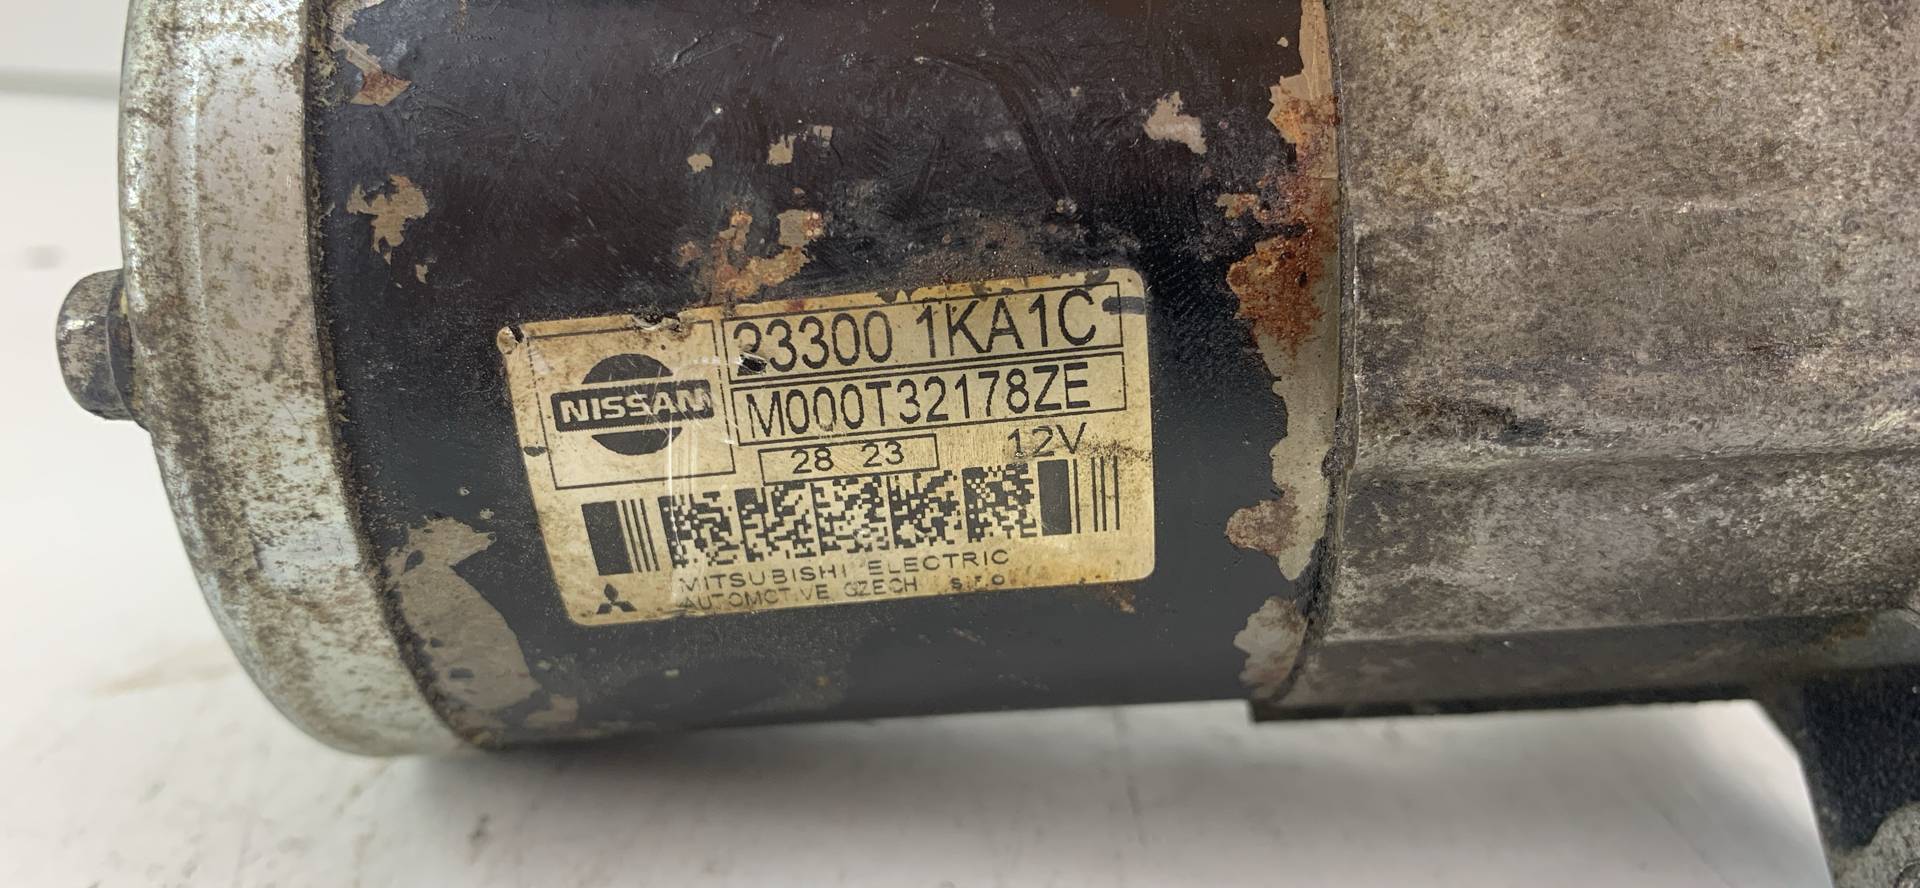 NISSAN
23300 1KA1C
M000T32178ZE
28 23
12V
MITSUBISHI ELECTRIC
AUTOMOTIVE CZECH s.r.o